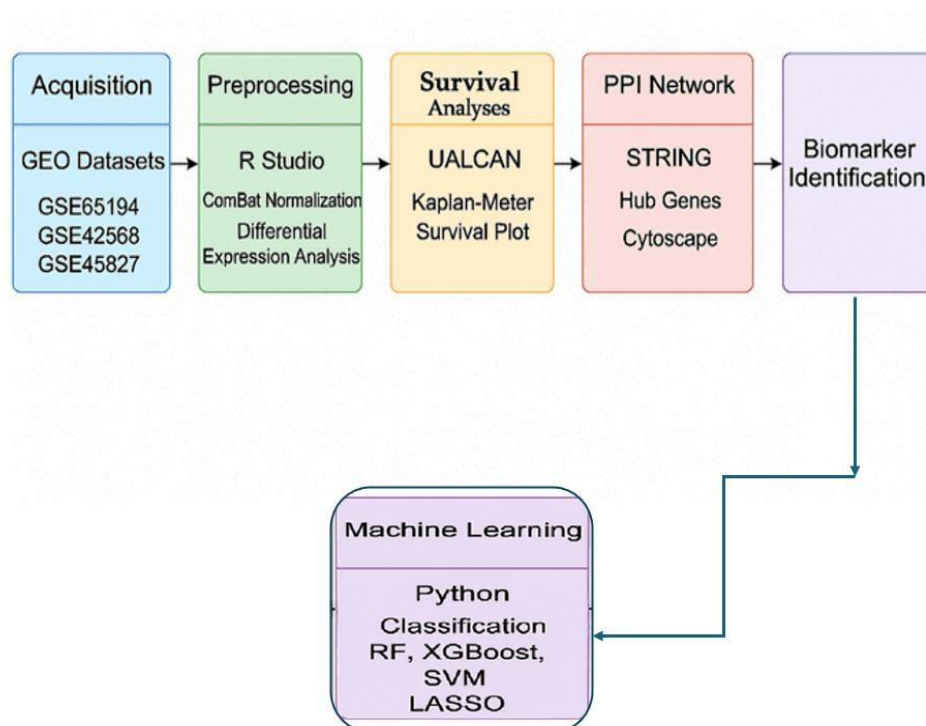 Acquisition
GEO Datasets
GSE65194
GSE42568
GSE45827
Preprocessing
R Studio
ComBat Normalization
Differential
Expression Analysis
Survival
Analyses
UALCAN
Kaplan-Meter
Survival Plot
PPI Network
STRING
Hub Genes
Cytoscape
Biomarker
Identification
Machine Learning
Python
Classification
RF, XGBoost,
SVM
LASSO